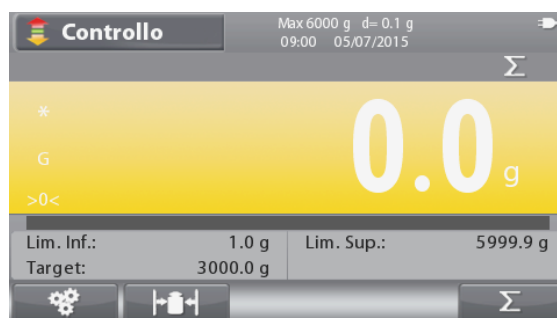 Controllo
Max 6000 g d= 0.1 g
09:00 05/07/2015
Σ
*
G
>0<
0.0 g
Lim. Inf.: 1.0 g
Lim. Sup.: 5999.9 g
Target: 3000.0 g
Σ